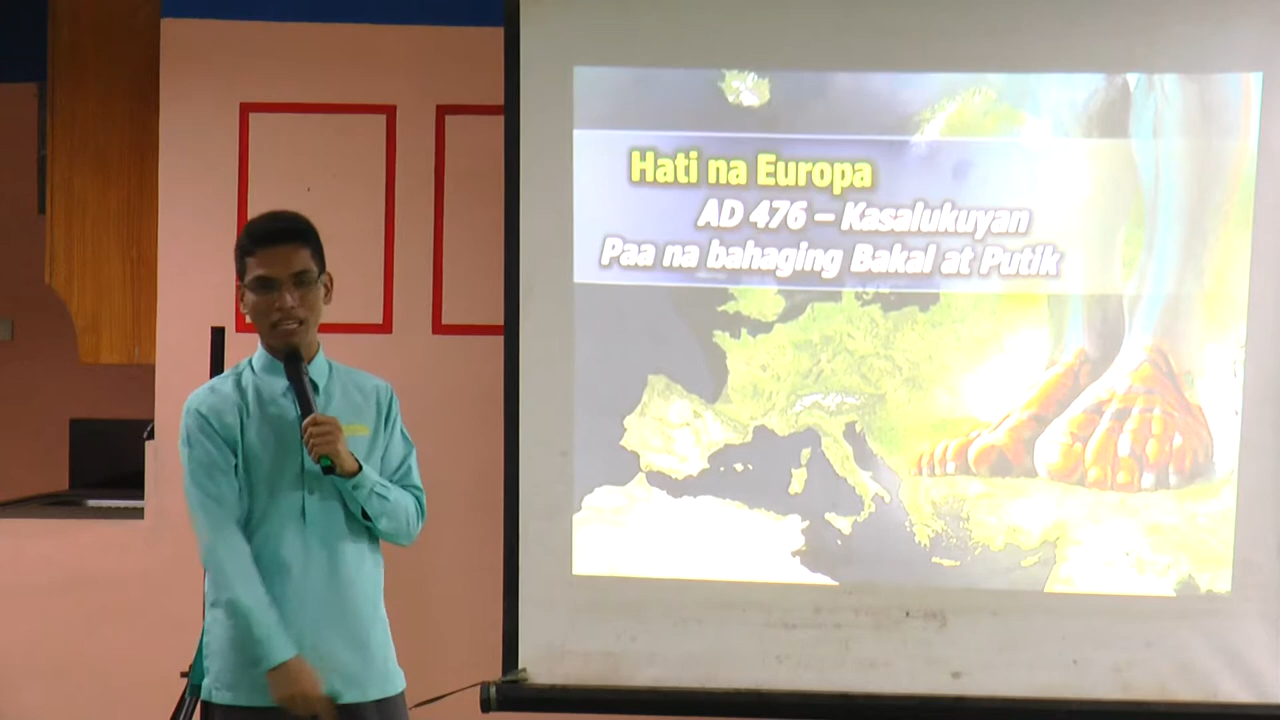 Hati na Europa
AD 476 – Kasalukuyan
Paa na bahaging Bakal at Putik